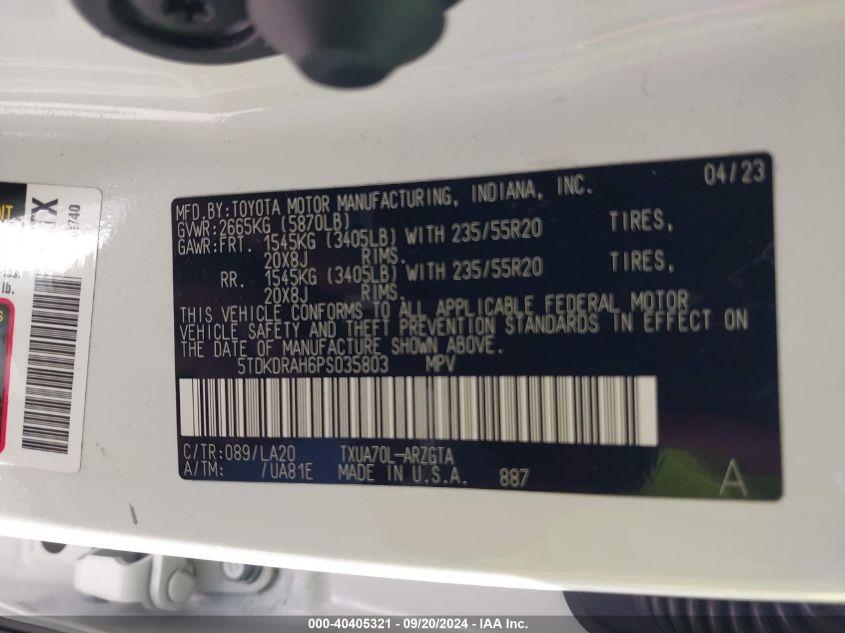 04/23
MFD.BY:TOYOTA MOTOR MANUFACTURING, INDIANA, INC.
GVWR:2665KG (5870LB)
GAWR:FRT. 1545KG (3405LB) WITH 235/55R20 TIRES,
20X8J RIMS.
RR. 1545KG (3405LB) WITH 235/55R20 TIRES,
20X8J RIMS.
THIS VEHICLE CONFORMS TO ALL APPLICABLE FEDERAL MOTOR
VEHICLE SAFETY AND THEFT PREVENTION STANDARDS IN EFFECT ON
THE DATE OF MANUFACTURE SHOWN ABOVE.
5TDKDRAH6PS035803 MPV
C/TR:089/LA20 TXUA70L-ARZGTA
A/TM: /UA81E MADE IN U.S.A. 887
A
lb.
000-40405321 - 09/20/2024 - IAA Inc.